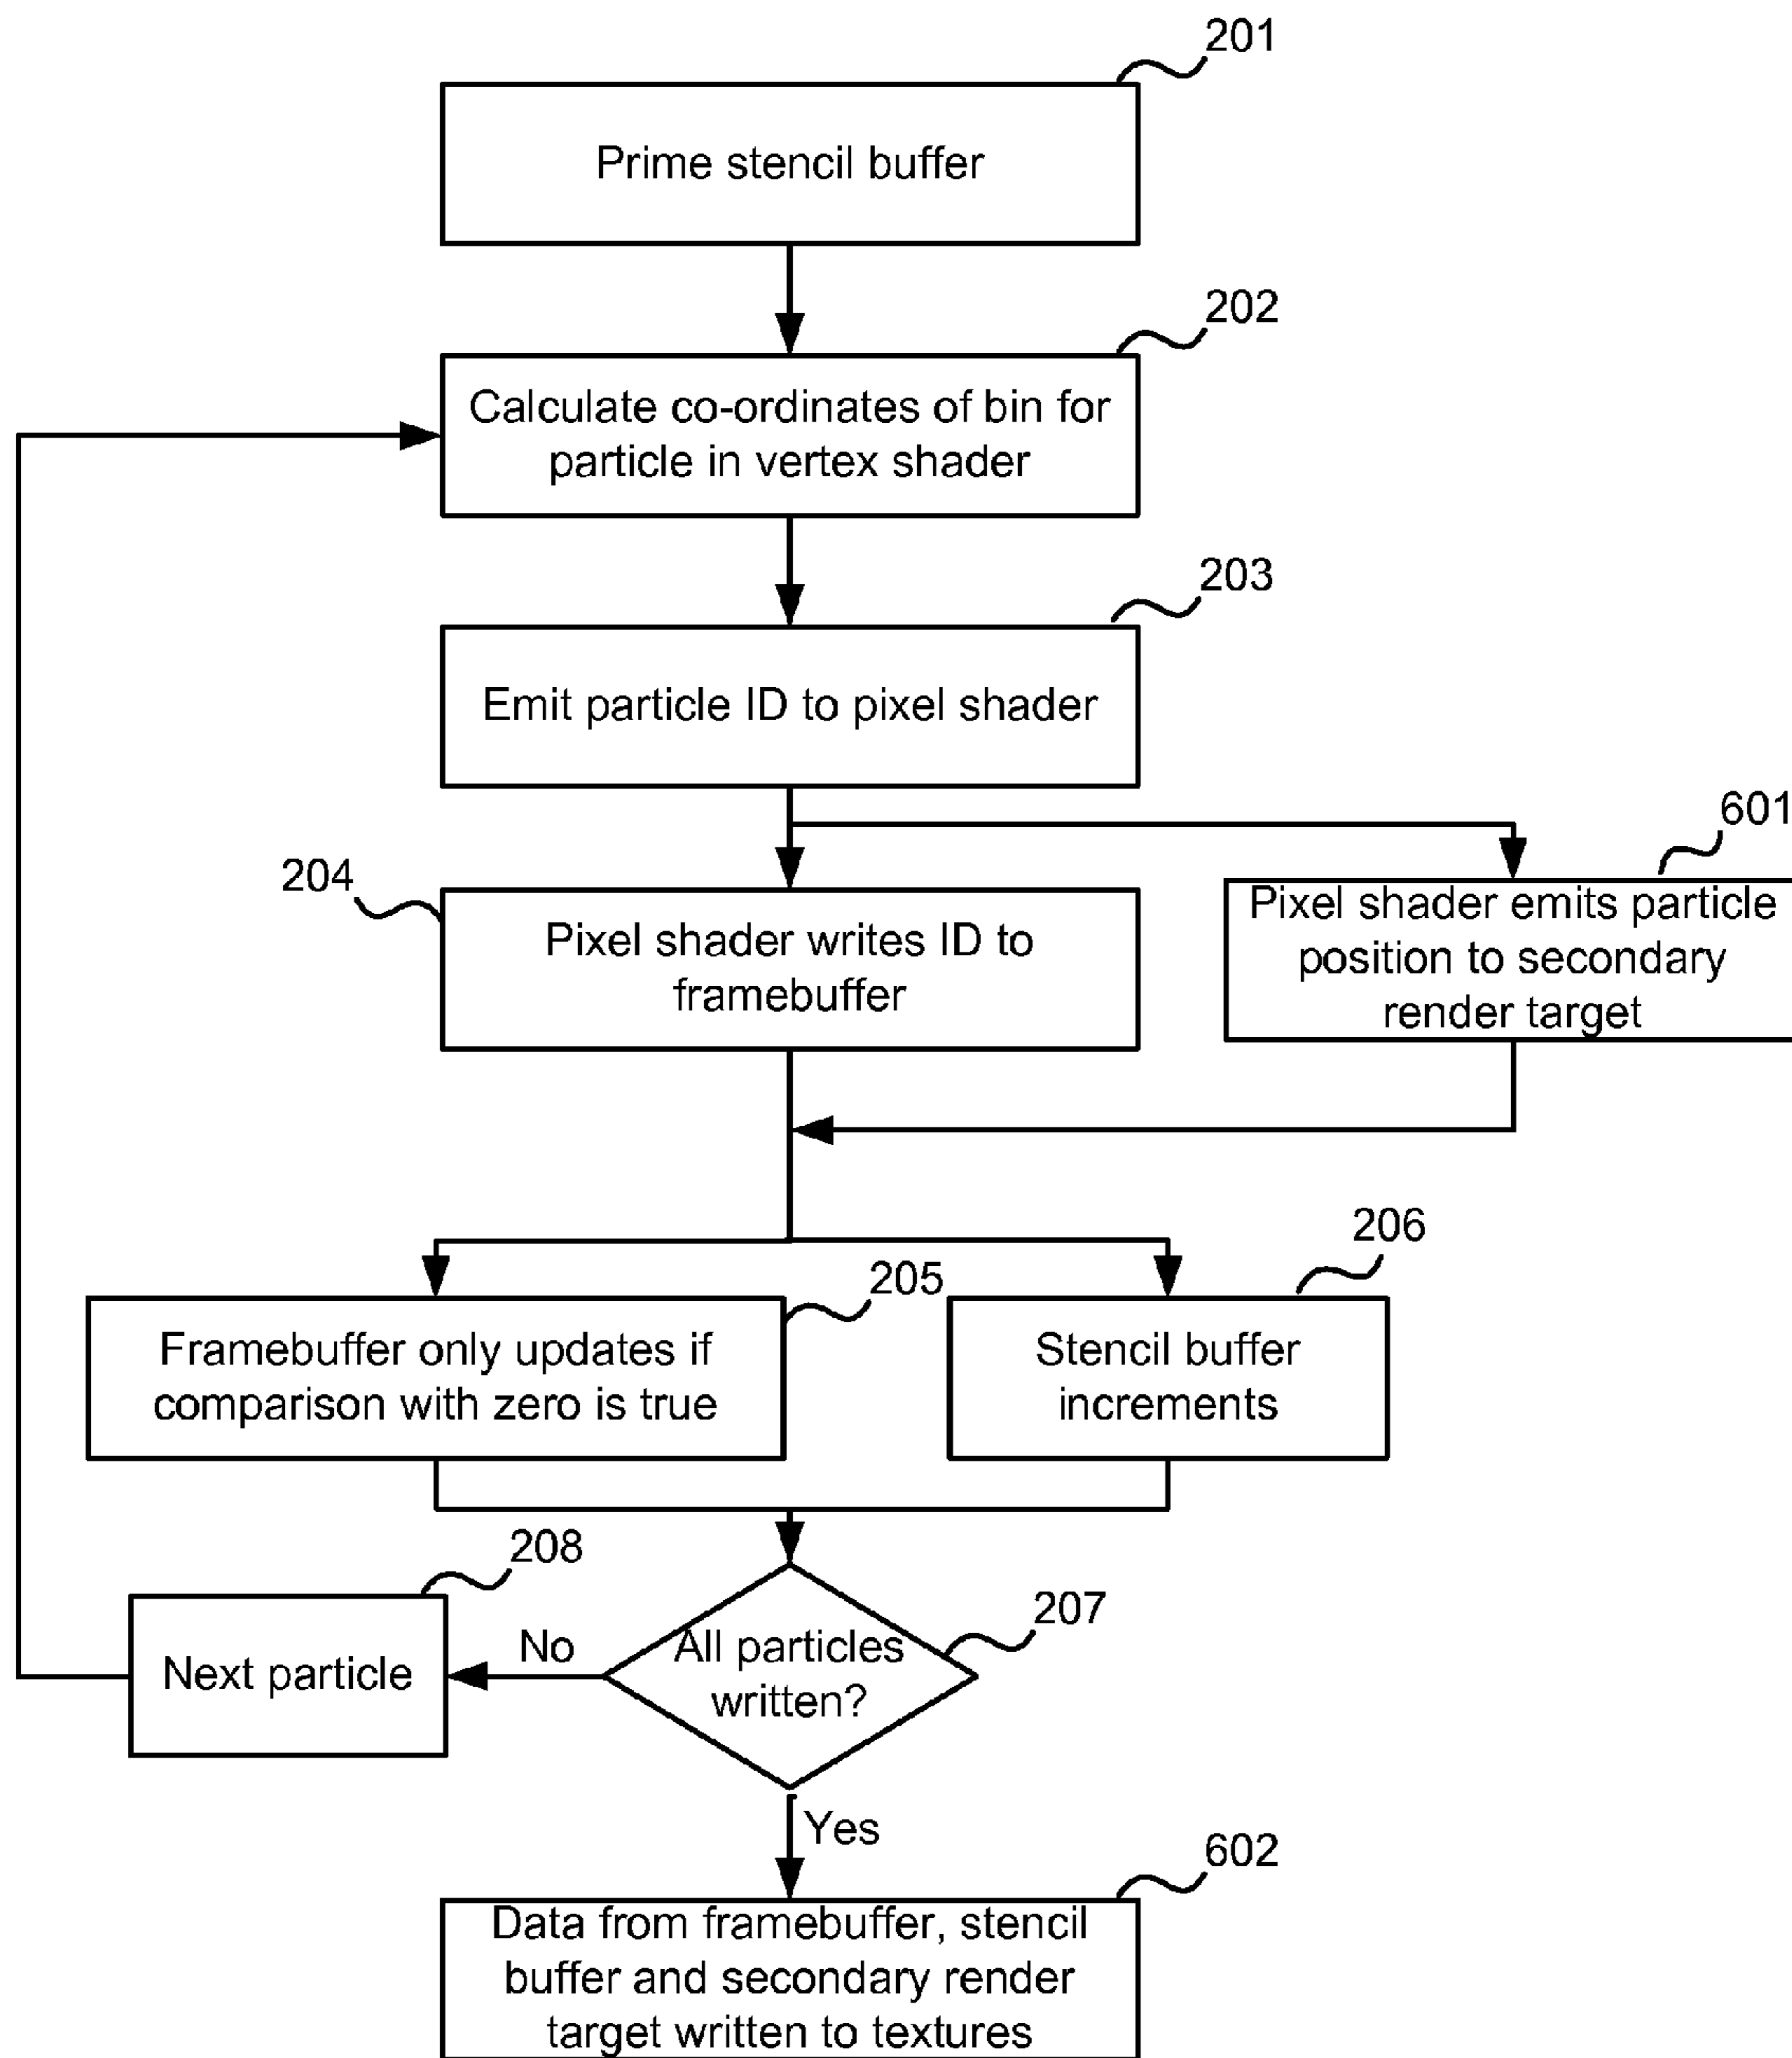 201
Prime stencil buffer
202
Calculate co-ordinates of bin for
particle in vertex shader
203
Emit particle ID to pixel shader
601
204
Pixel shader writes ID to
framebuffer
Pixel shader emits particle
position to secondary
render target
206
205
Framebuffer only updates if
comparison with zero is true
Stencil buffer
increments
208
207
Next particle
No
All particles
written?
Yes
602
Data from framebuffer, stencil
buffer and secondary render
target written to textures